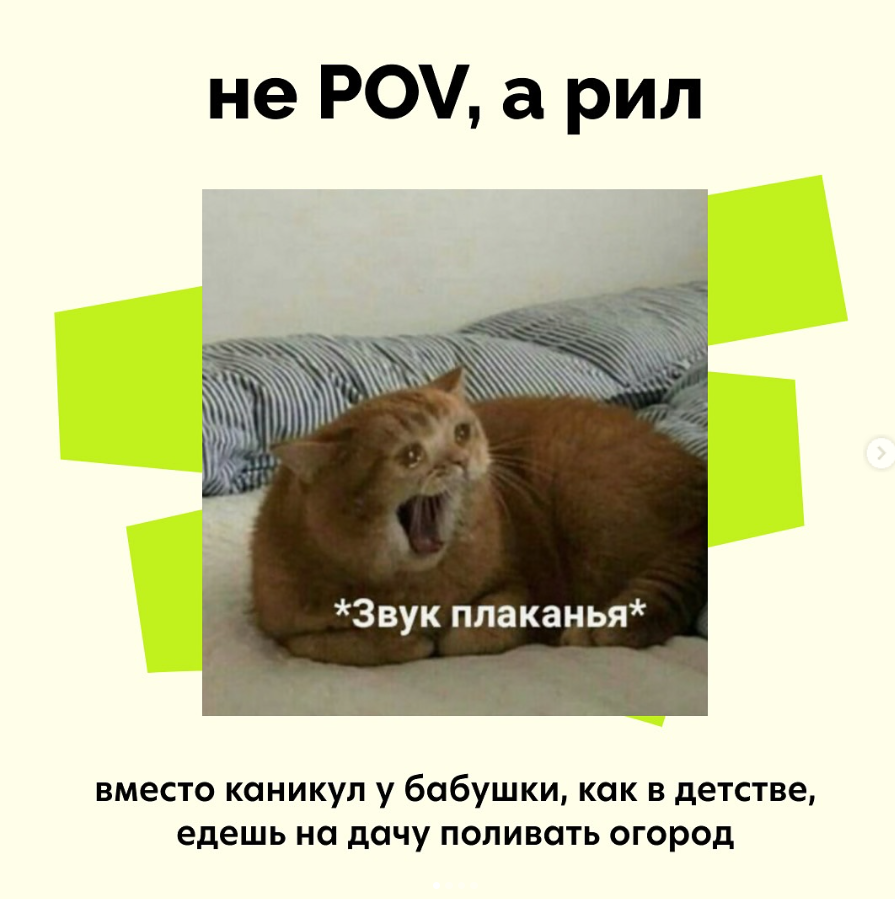 не POV, а рил
*Звук плаканья*
вместо каникул у бабушки, как в детстве,
едешь на дачу поливать огород